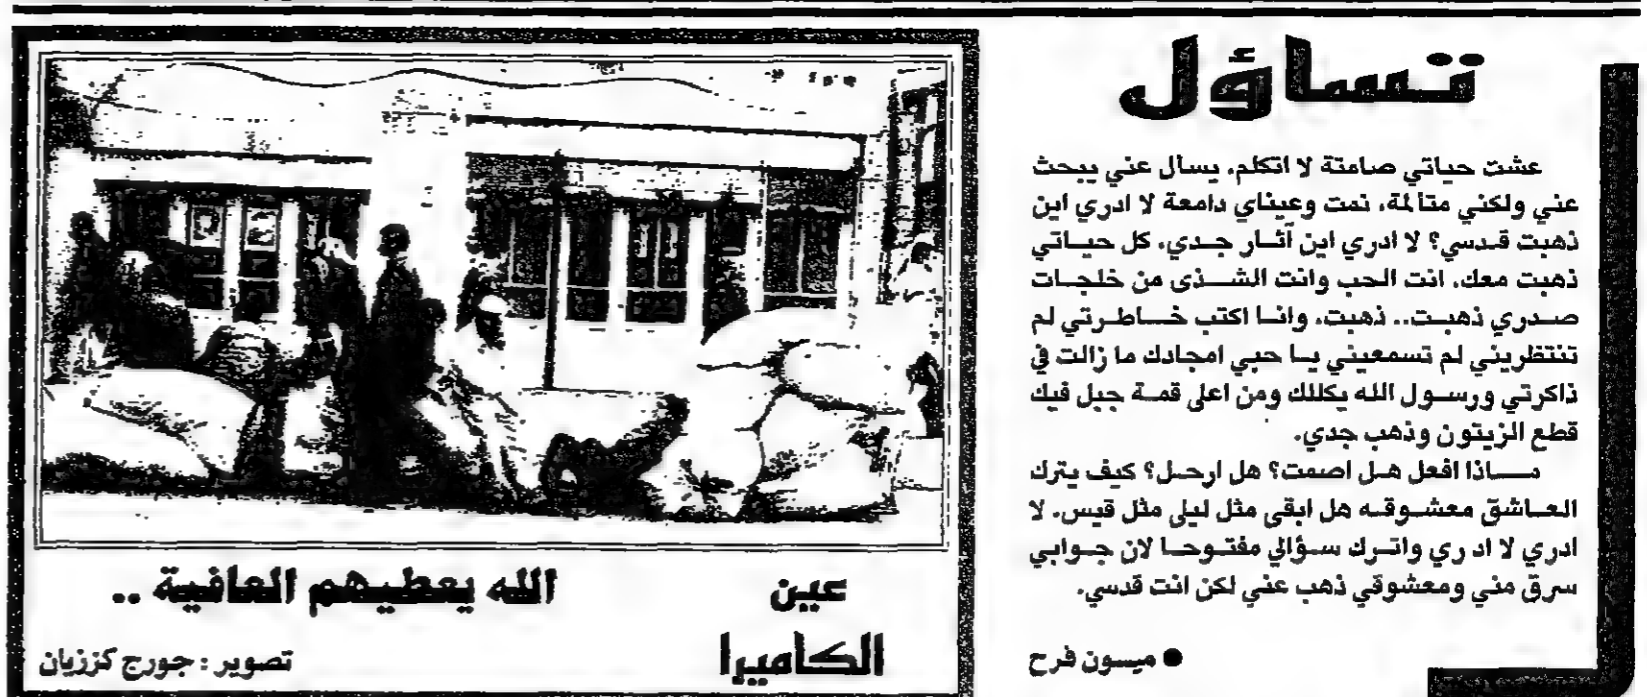 تساؤل
عشت حياتي صامتة لا اتكلم، يسأل عني يبحث
عني ولكني متألمة، نمت وعيناي دامعة لا ادري اين
ذهبت قدسي؟ لا ادري اين آثار جدي، كل حياتي
ذهبت معك، انت الحب وانت الشذى من خلجات
صدري ذهبت.. ذهبت، وانا اكتب خاطرتي لم
تنتظريني لم تسمعيني يا حبي امجادك ما زالت في
ذاكرتي ورسول الله يكللك ومن اعلى قمة جبل فيك
قطع الزيتون وذهب جدي.
ماذا افعل هل اصمت؟ هل ارحل؟ كيف يترك
العاشق معشوقه هل ابقى مثل ليلى مثل قيس، لا
ادري لا اد ري واترك سؤالي مفتوحا لان جوابي
سرق مني ومعشوقي ذهب عني لكن انت قدسي.
● ميسون فرح
عين
الكاميرا
الله يعطيهم العافية ..
تصوير : جورج كززيان